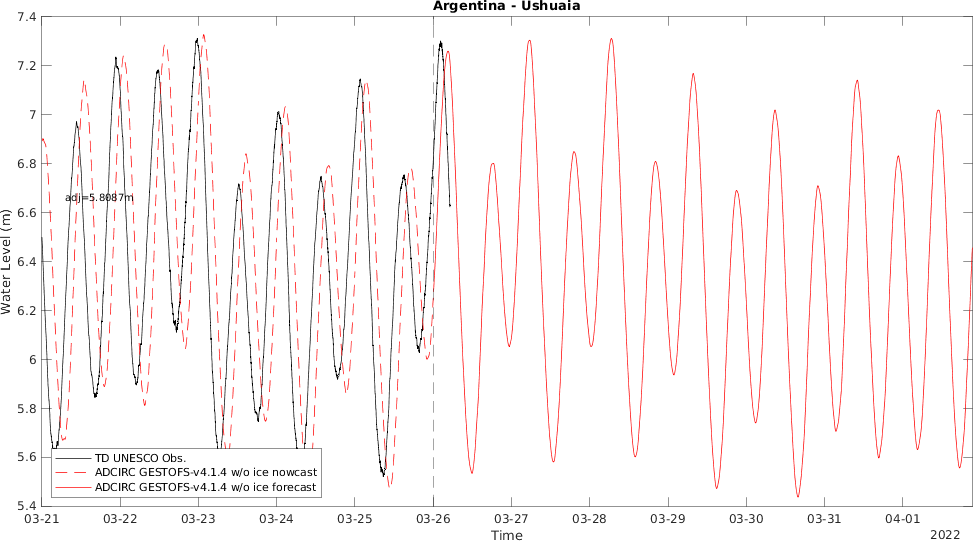 Argentina - Ushuaia
7.4
7.2
7
6.8
6.6
6.4
6.2
6
5.8
5.6
5.4
Water Level (m)
adj=5.8087m
TD UNESCO Obs.
ADCIRC GESTOFS-v4.1.4 w/o ice nowcast
ADCIRC GESTOFS-v4.1.4 w/o ice forecast
03-21 03-22 03-23 03-24 03-25 03-26 03-27 03-28 03-29 03-30 03-31 04-01
Time
2022